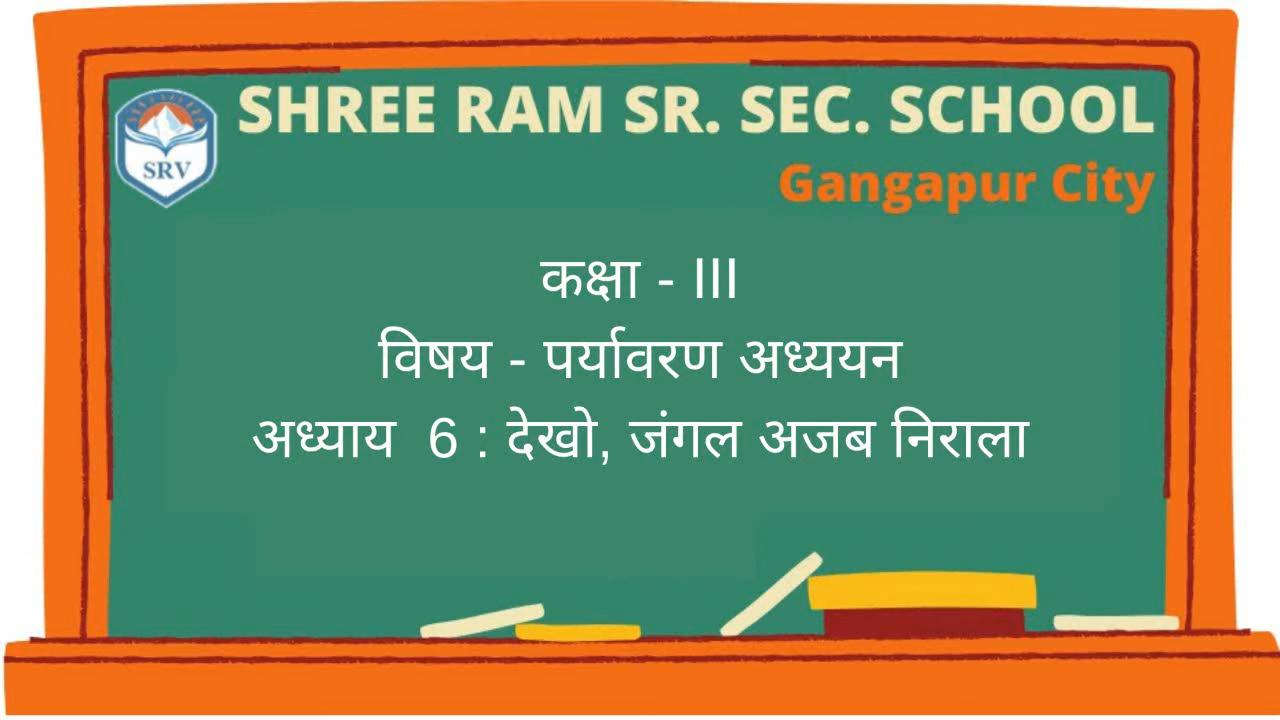 SHREE RAM SR. SEC. SCHOOL
SRV
Gangapur City
कक्षा - III
विषय - पर्यावरण अध्ययन
अध्याय 6 : देखो, जंगल अजब निराला